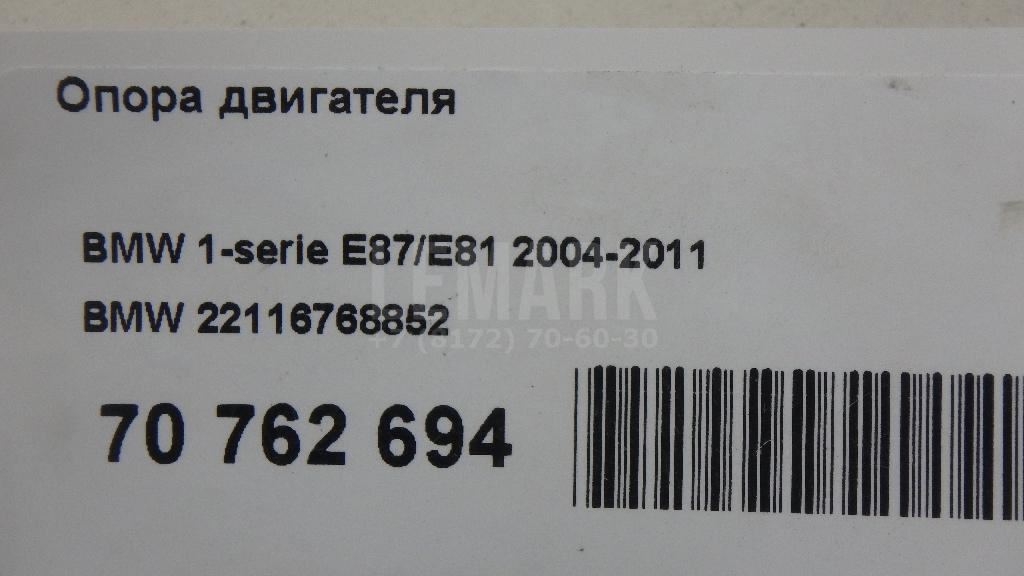 Опора двигателя
BMW 1-serie E87/E81 2004-2011
LEMARK
BMW 22116768852
+7 (8172) 70-60-30
70 762 694